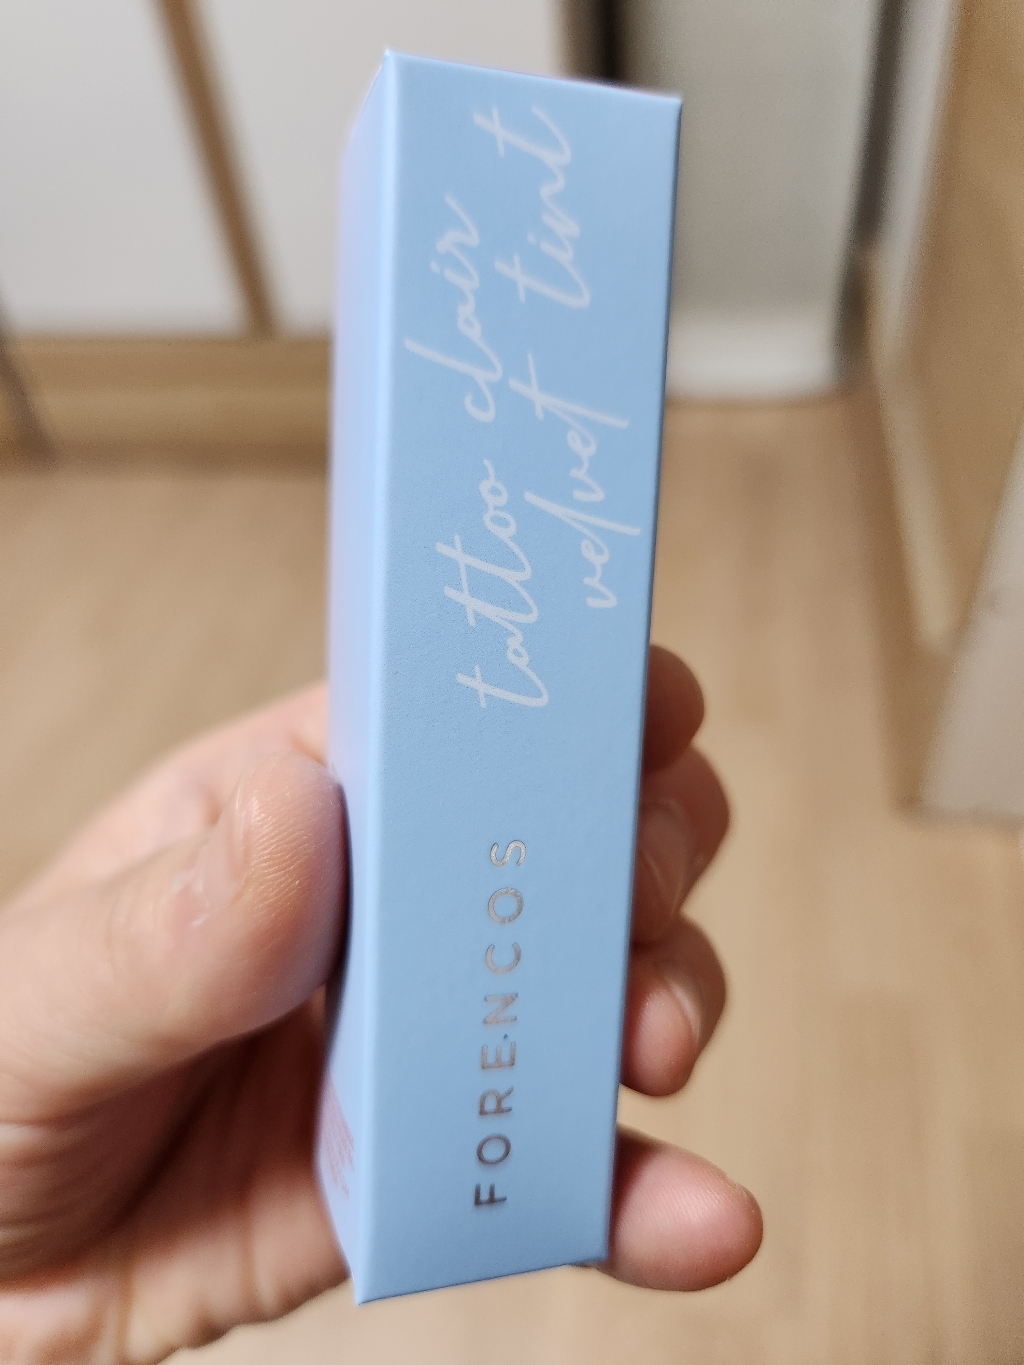 tattoo clair
velvet tint
FORENCOS